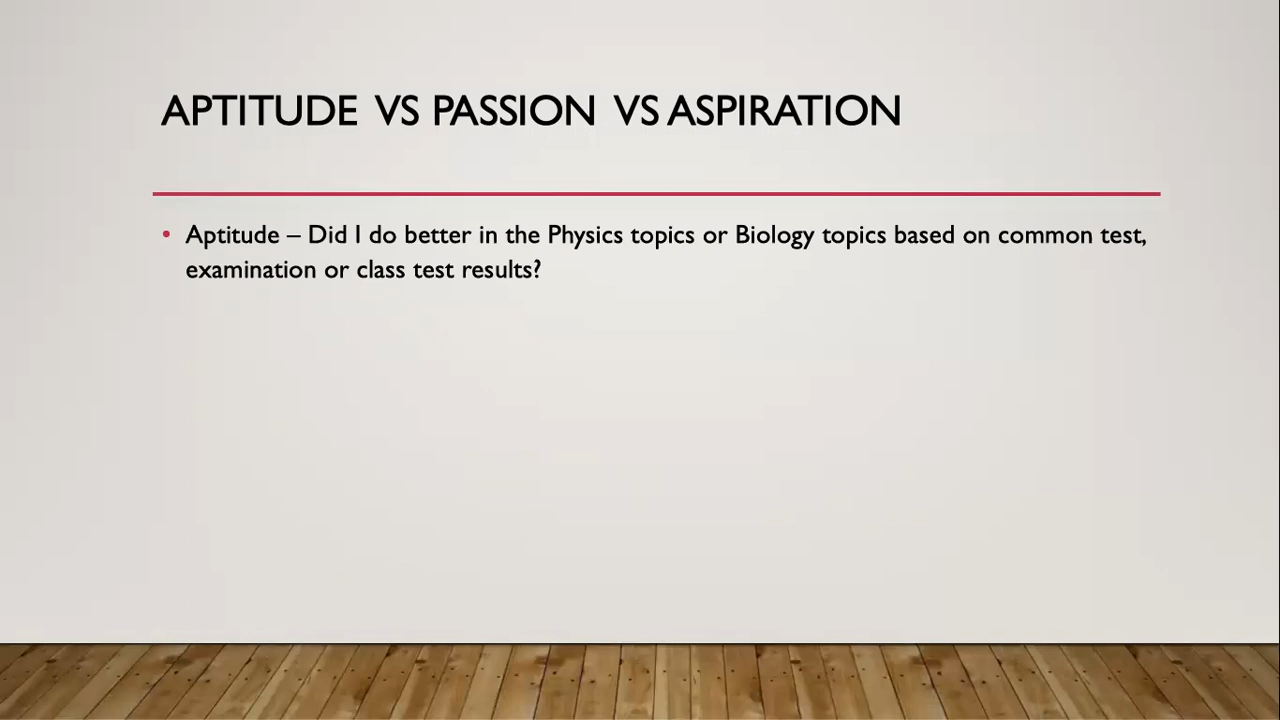 APTITUDE VS PASSION VS ASPIRATION
• Aptitude – Did I do better in the Physics topics or Biology topics based on common test,
examination or class test results?